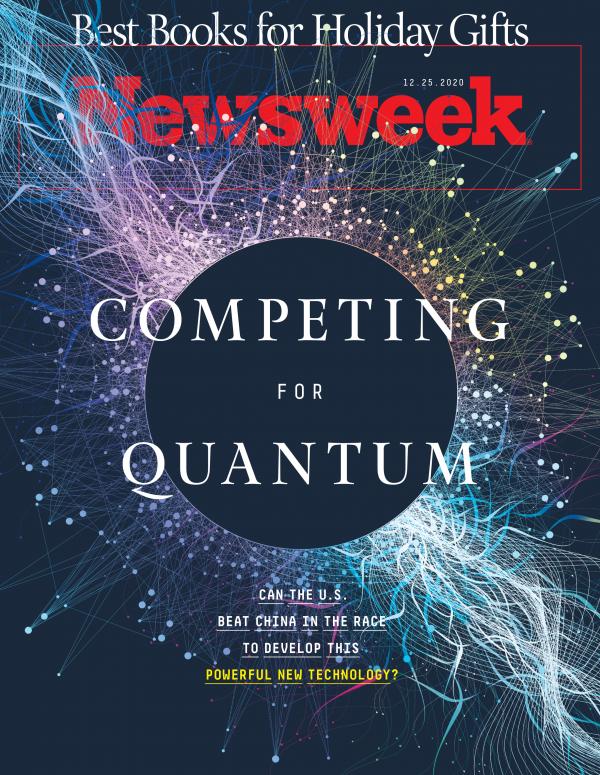 Best Books for Holiday Gifts
12.25.2020
Newsweek
COMPETING
FOR
QUANTUM
CAN THE U.S.
BEAT CHINA IN THE RACE
TO DEVELOP THIS
POWERFUL NEW TECHNOLOGY?